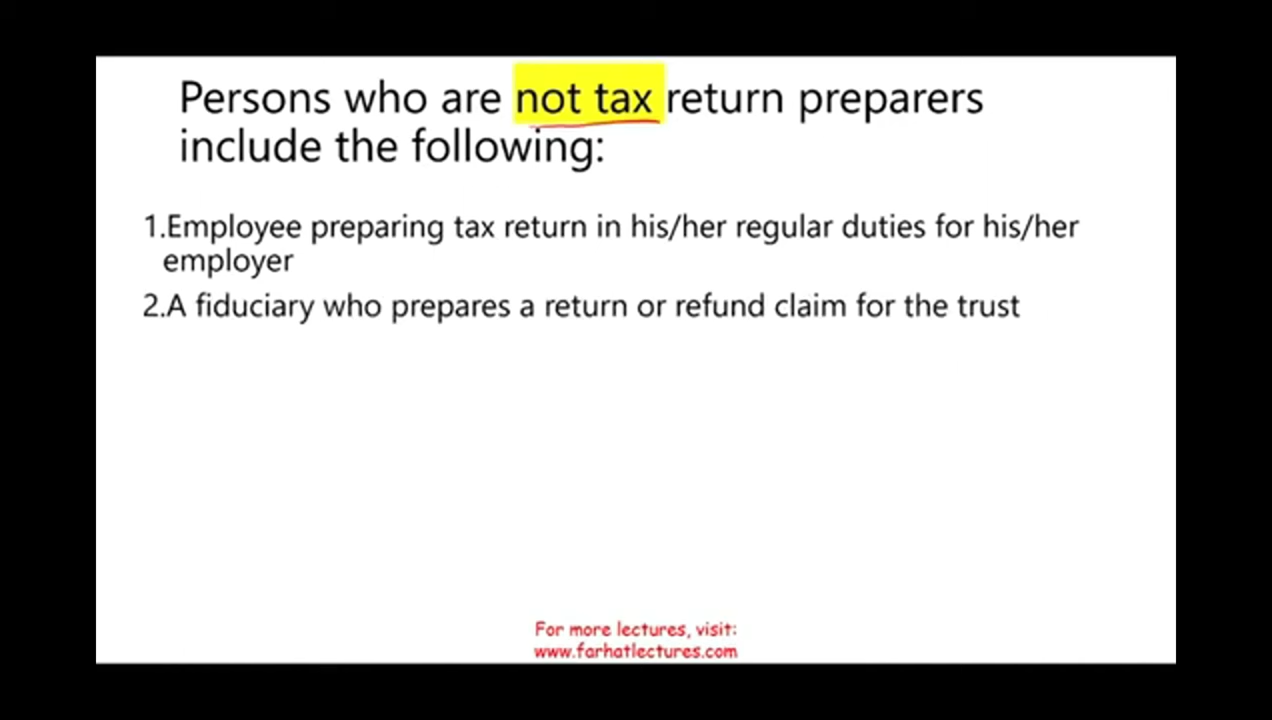 Persons who are not tax return preparers
include the following:
1.Employee preparing tax return in his/her regular duties for his/her
employer
2.A fiduciary who prepares a return or refund claim for the trust
For more lectures, visit:
www.farhatlectures.com